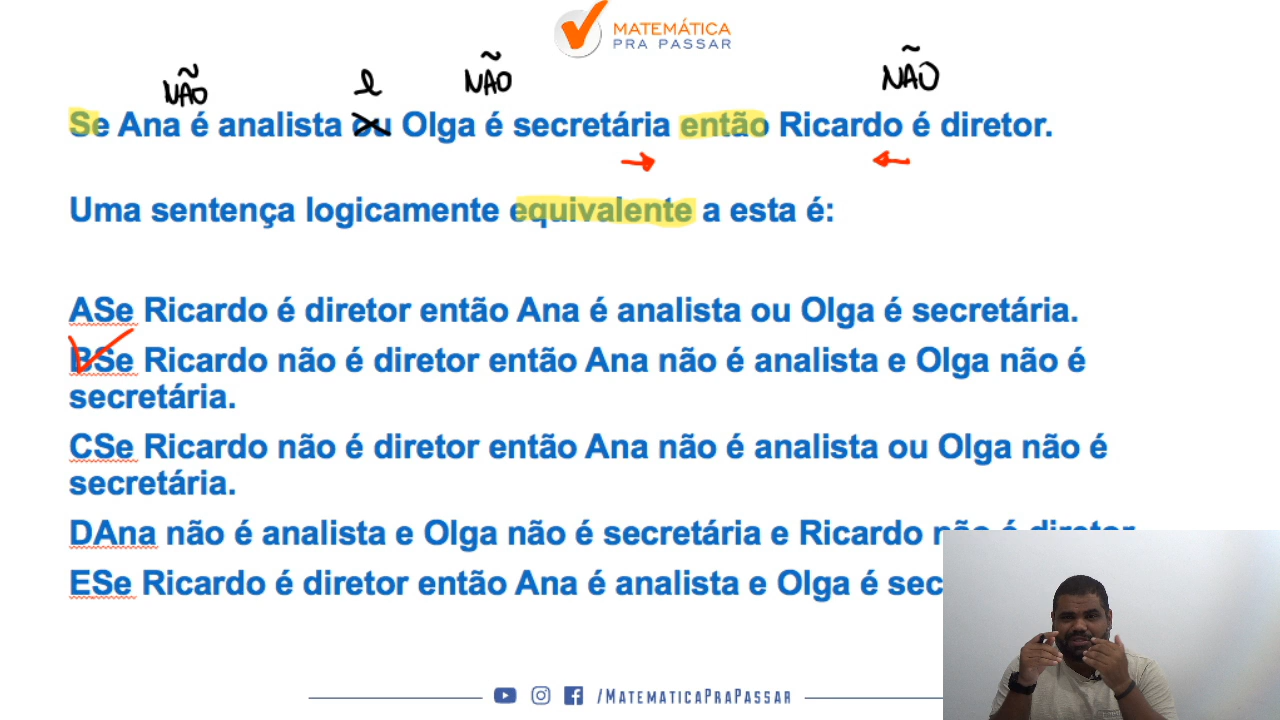 MATEMÁTICA
PRA PASSAR
NÃO e NÃO NÃO
Se Ana é analista ou Olga é secretária então Ricardo é diretor.
Uma sentença logicamente equivalente a esta é:
ASe Ricardo é diretor então Ana é analista ou Olga é secretária.
BSe Ricardo não é diretor então Ana não é analista e Olga não é
secretária.
CSe Ricardo não é diretor então Ana não é analista ou Olga não é
secretária.
DAna não é analista e Olga não é secretária e Ricardo não é diretor.
ESe Ricardo é diretor então Ana é analista e Olga é sec
/MATEMATICAPRAPASSAR